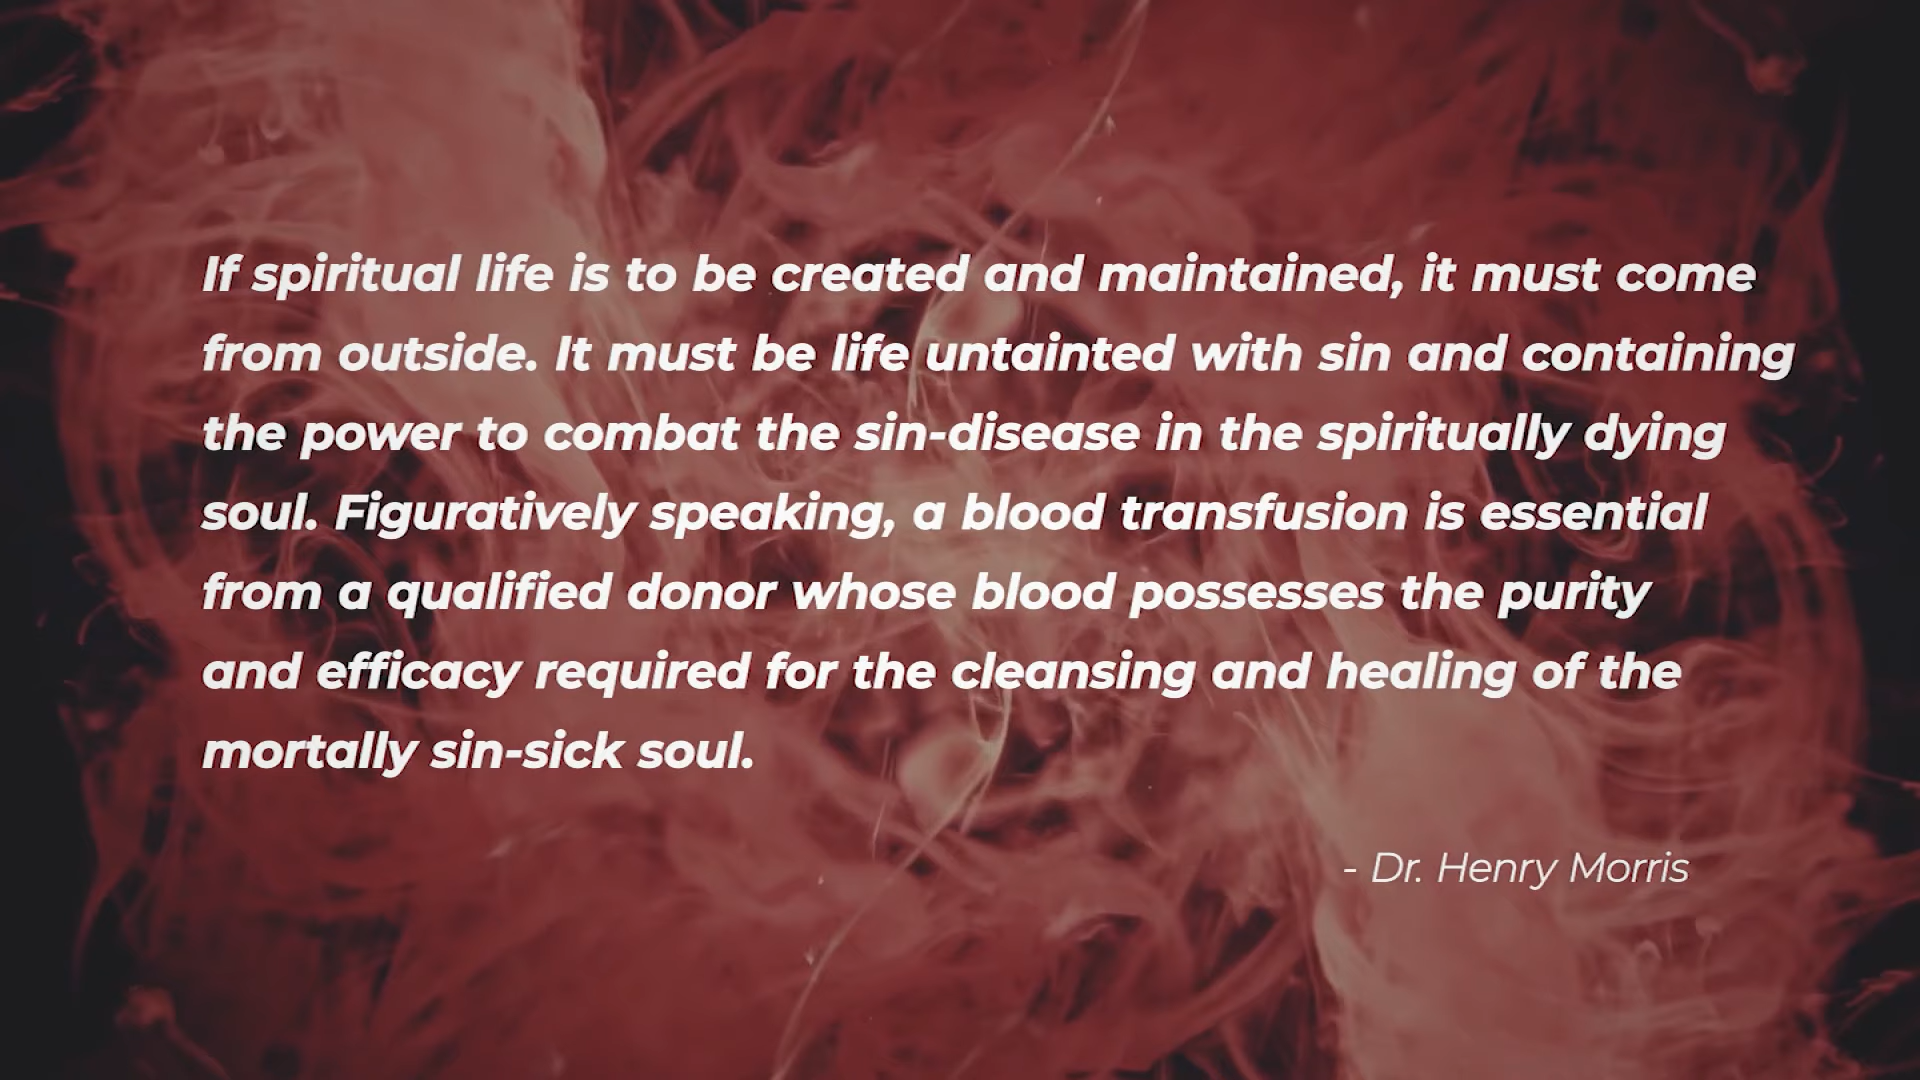 If spiritual life is to be created and maintained, it must come
from outside. It must be life untainted with sin and containing
the power to combat the sin-disease in the spiritually dying
soul. Figuratively speaking, a blood transfusion is essential
from a qualified donor whose blood possesses the purity
and efficacy required for the cleansing and healing of the
mortally sin-sick soul.
- Dr. Henry Morris